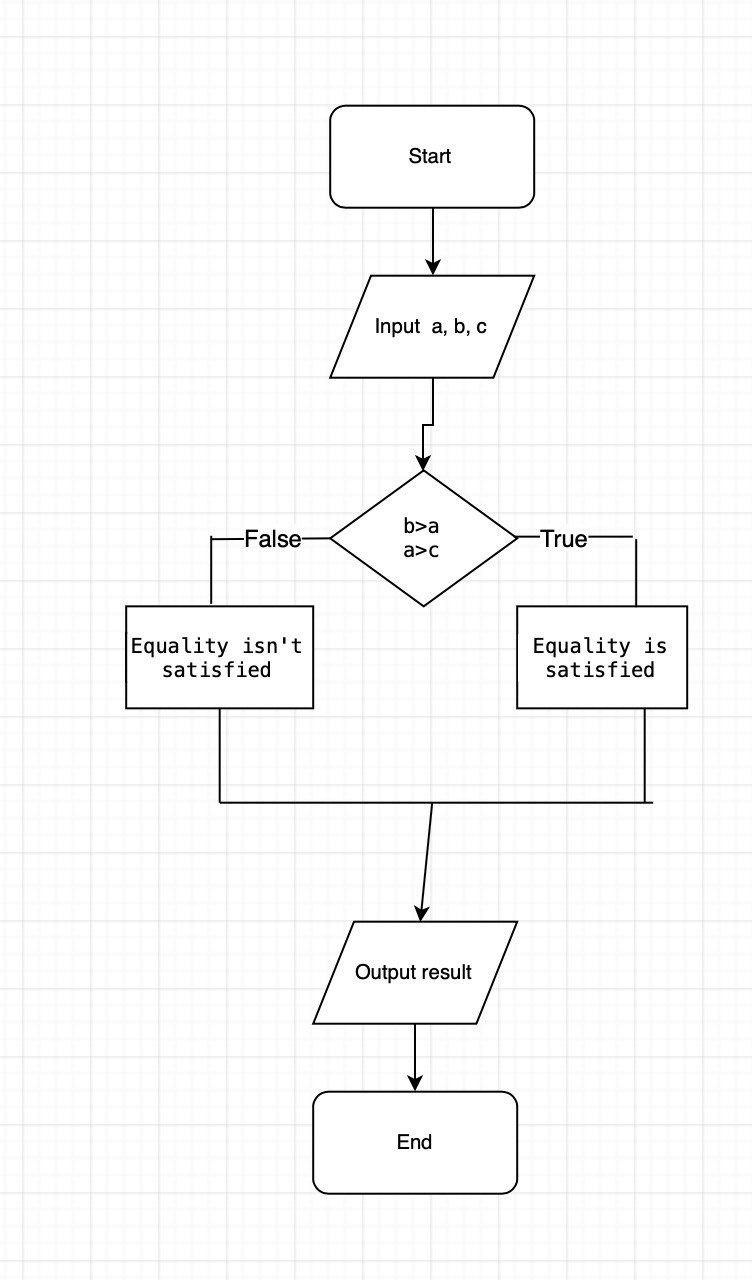 Start
Input a, b, c
b>a
a>c
False
True
Equality isn't
satisfied
Equality is
satisfied
Output result
End